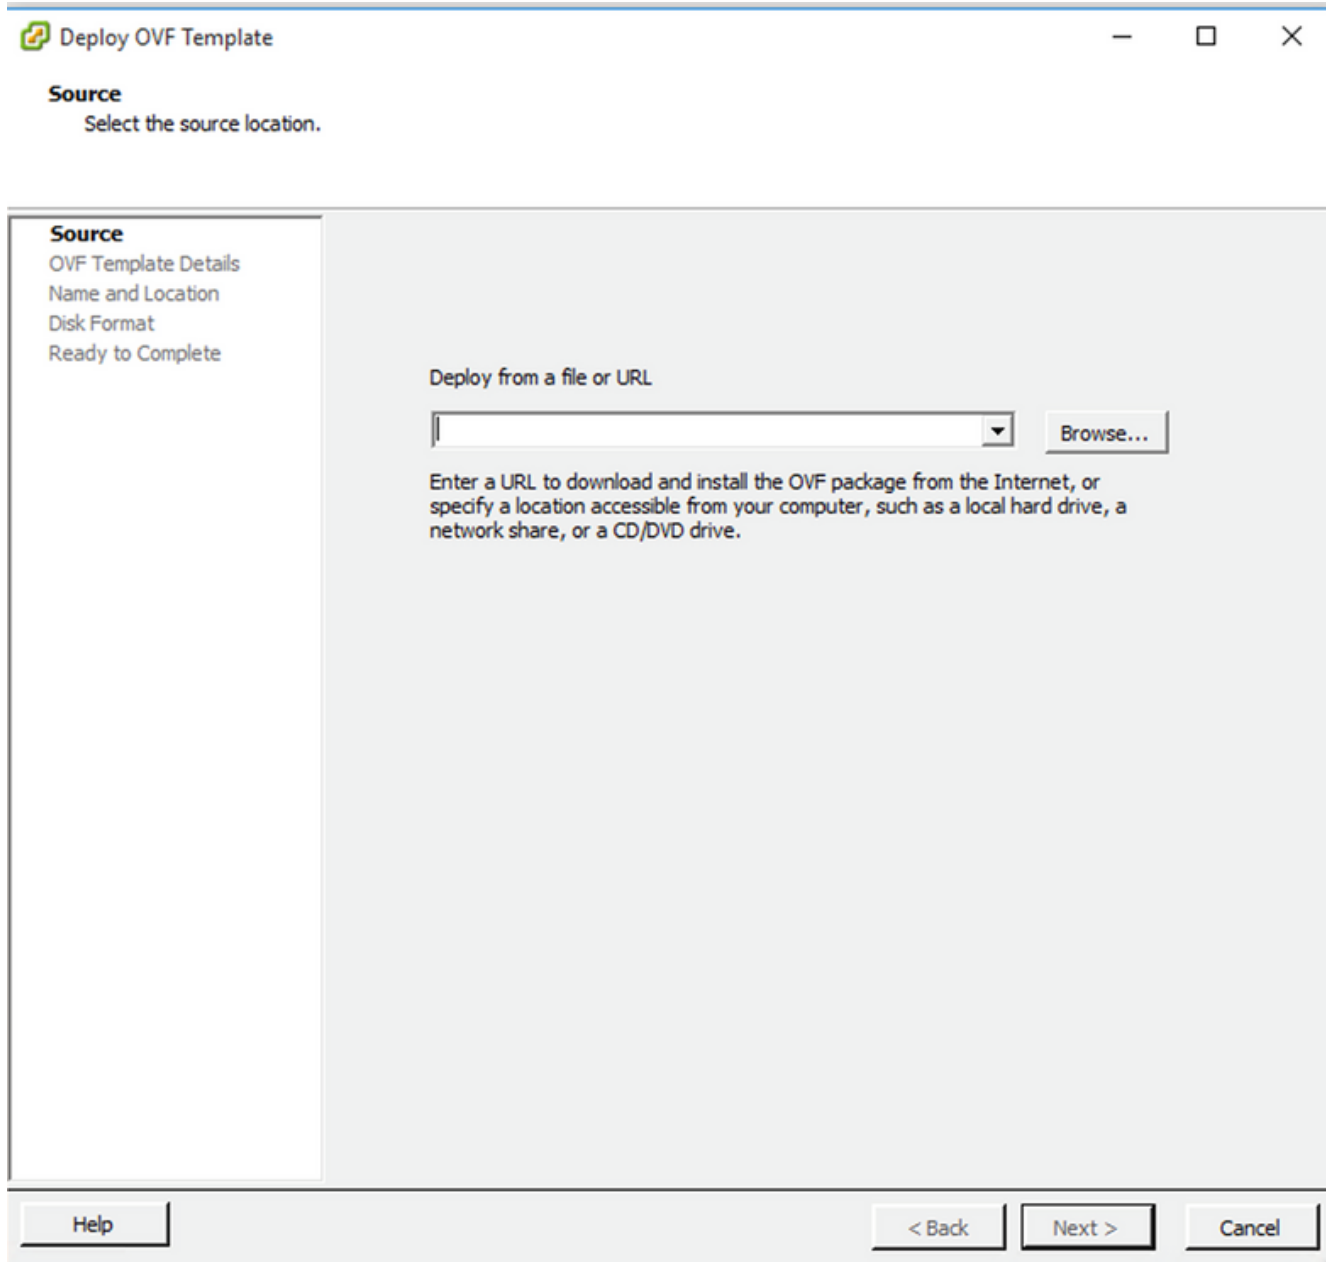 Deploy OVF Template
Source
Select the source location.
Source
OVF Template Details
Name and Location
Disk Format
Ready to Complete
Deploy from a file or URL
Browse...
Enter a URL to download and install the OVF package from the Internet, or
specify a location accessible from your computer, such as a local hard drive, a
network share, or a CD/DVD drive.
Help
< Back
Next >
Cancel